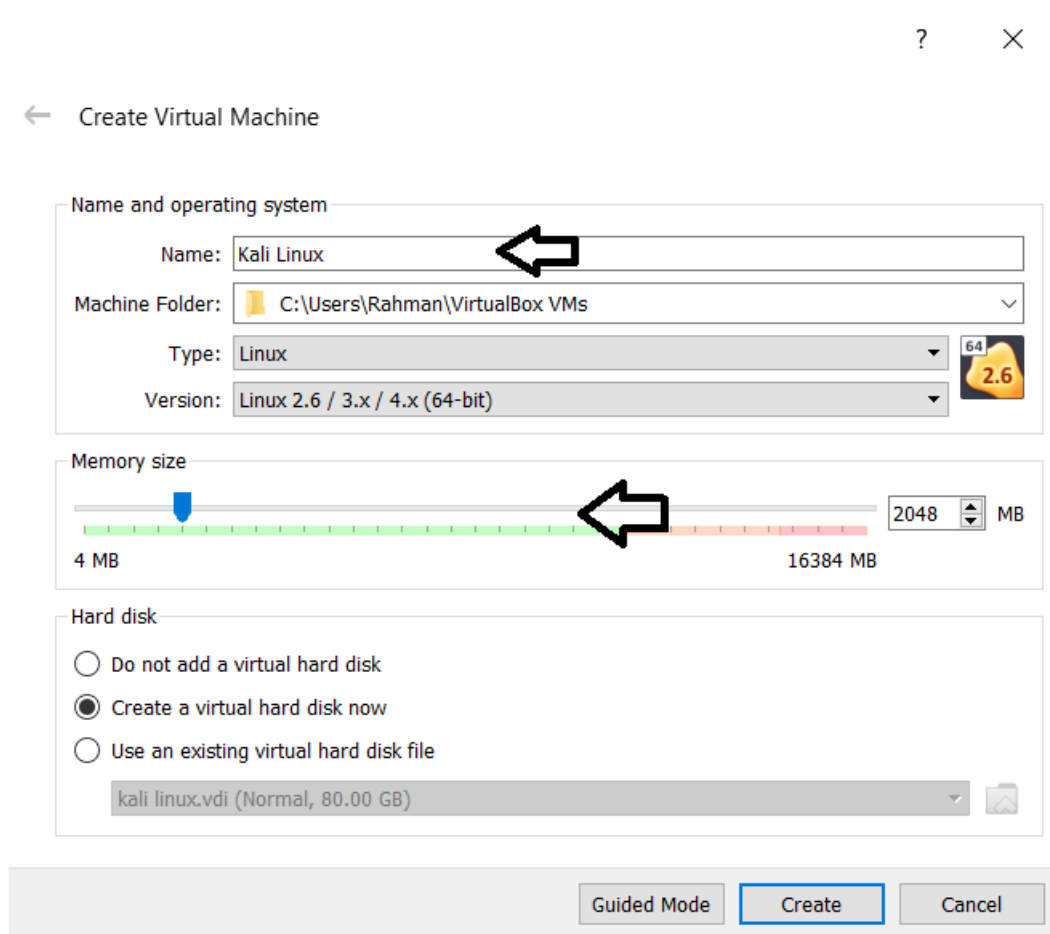 ?
Create Virtual Machine
Name and operating system
Name: Kali Linux
Machine Folder: C:\Users\Rahman\VirtualBox VMs
Type: Linux
64
2.6
Version: Linux 2.6 / 3.x / 4.x (64-bit)
Memory size
2048 MB
4 MB 16384 MB
Hard disk
Do not add a virtual hard disk
Create a virtual hard disk now
Use an existing virtual hard disk file
kali linux.vdi (Normal, 80.00 GB)
Guided Mode Create Cancel